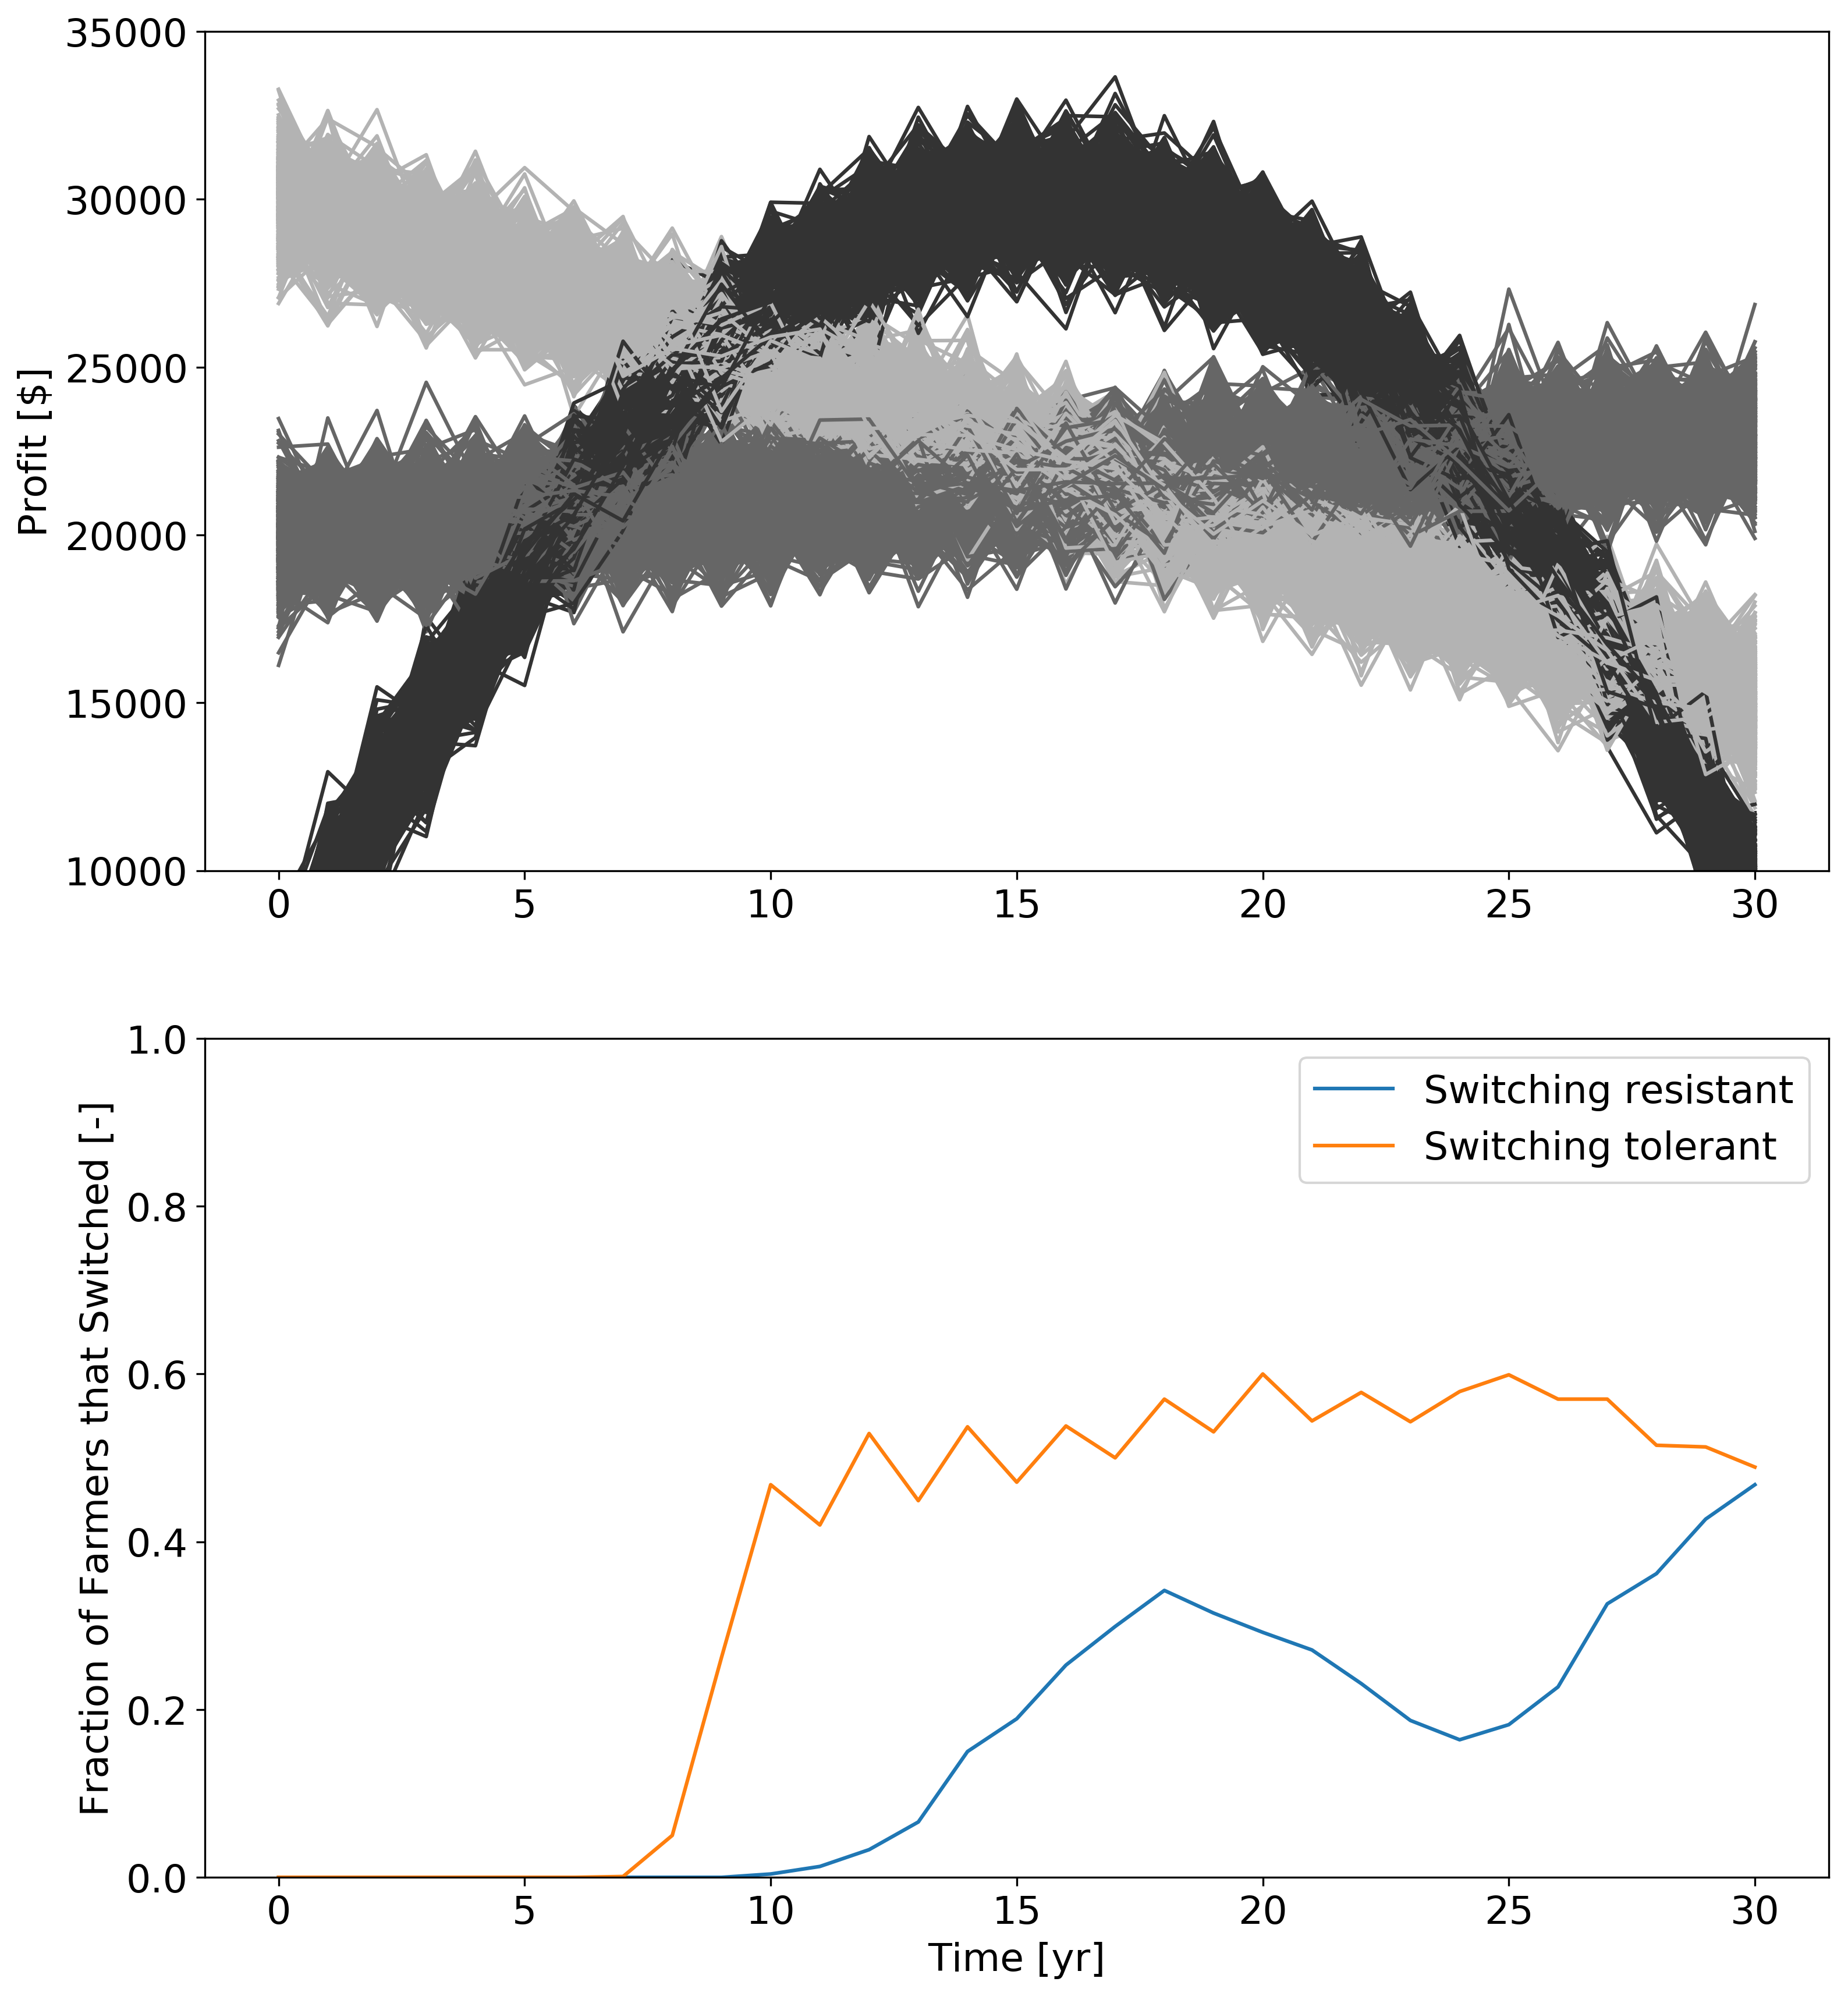 35000
30000
25000
20000
15000
10000
Profit [$]
0 5 10 15 20 25 30
1.0
0.8
0.6
0.4
0.2
0.0
Fraction of Farmers that Switched [-]
Switching resistant
Switching tolerant
0 5 10 15 20 25 30
Time [yr]